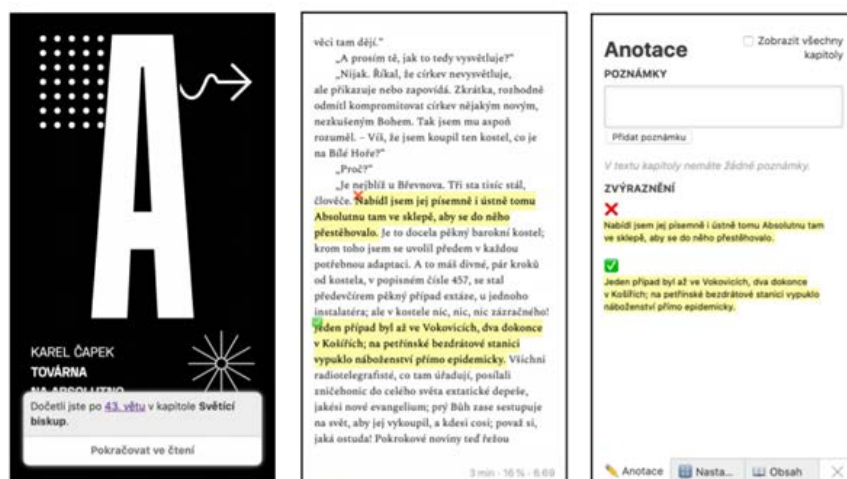 A
KAREL ČAPEK
TOVÁRNA
NA ABSOLUTNO
Dočetli jste po 43. větu v kapitole Světící
biskup.
Pokračovat ve čtení
věci tam dějí."
„A prosím tě, jak to tedy vysvětluje?"
„Nijak. Říkal, že církev nevysvětluje,
ale přikazuje nebo zapovídá. Zkrátka, rozhodně
odmítl kompromitovat církev nějakým novým,
nezkušeným Bohem. Tak jsem mu aspoň
rozuměl. – Víš, že jsem koupil ten kostel, co je
na Bílé Hoře?"
„Proč?"
„Je nejblíž u Břevnova. Tři sta tisíc stál,
člověče. Nabídl jsem jej písemně i ústně tomu
Absolutnu tam ve sklepě, aby se do něho
přestěhovalo. Je to docela pěkný barokní kostel;
krom toho jsem se uvolil předem v každou
potřebnou adaptaci. A to máš divné, pár kroků
od kostela, v popisném čísle 457, se stal
předevčírem pěkný případ extáze, u jednoho
instalatéra; ale v kostele nic, nic, nic zázračného!
Jeden případ byl až ve Vokovicích, dva dokonce
v Košířích; na petřínské bezdrátové stanici
vypuklo náboženství přímo epidemicky. Všichni
radiotelegrafisté, co tam úřadují, posílali
zničehonic do celého světa extatické depeše,
jakési nové evangelium; prý Bůh zase sestupuje
na svět, aby jej vykoupil, a kdesi cosi; považ si,
jaká ostuda! Pokrokové noviny teď řežou
3 min - 16 % - 6.69
Anotace
Zobrazit všechny
kapitoly
POZNÁMKY
Přidat poznámku
V textu kapitoly nemáte žádné poznámky.
ZVÝRAZNĚNÍ
Nabídl jsem jej písemně i ústně tomu Absolutnu tam
ve sklepě, aby se do něho přestěhovalo.
Jeden případ byl až ve Vokovicích, dva dokonce
v Košířích; na petřínské bezdrátové stanici vypuklo
náboženství přímo epidemicky.
Anotace
Nasta...
Obsah